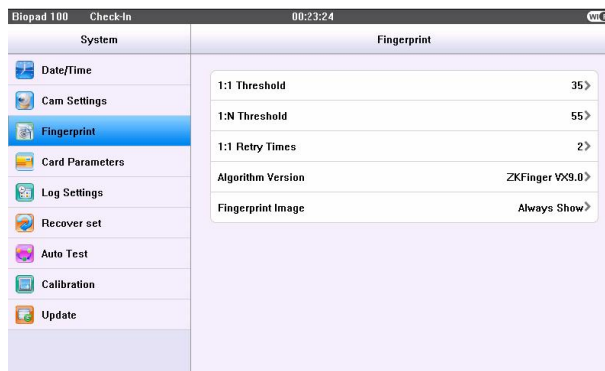 Biopad 100 Check-In 00:23:24
System
Fingerprint
Date/Time
Cam Settings
Fingerprint
Card Parameters
Log Settings
Recover set
Auto Test
Calibration
Update
1:1 Threshold 35>
1:N Threshold 55>
1:1 Retry Times 2>
Algorithm Version ZKFinger VX9.0>
Fingerprint Image Always Show>